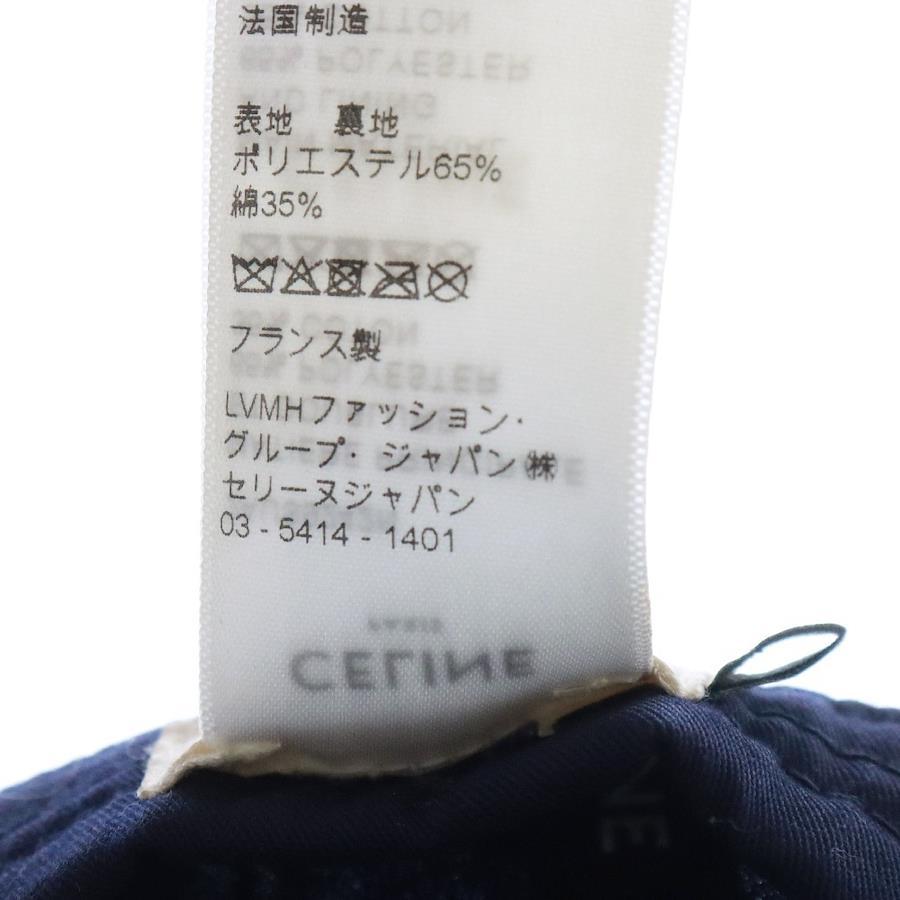 法国制造
表地　裏地
ポリエステル65%
綿35%
フランス製
LVMHファッション・
グループ・ジャパン㈱
セリーヌジャパン
03 - 5414 - 1401
PARIS
CELINE
NE